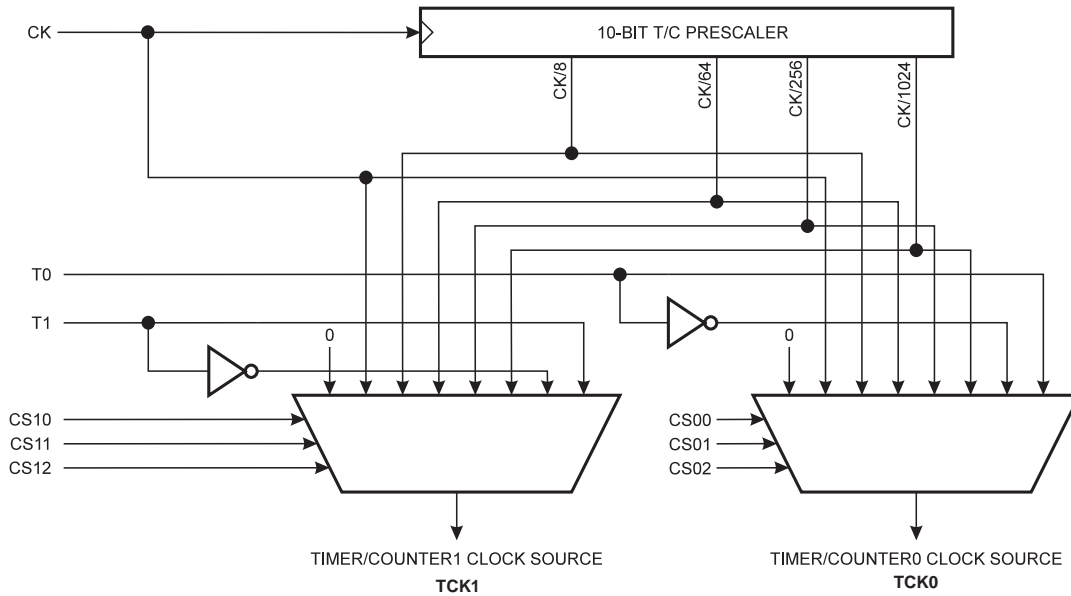 CK
10-BIT T/C PRESCALER
CK/8
CK/64
CK/256
CK/1024
T0
T1
0
0
CS10
CS11
CS12
CS00
CS01
CS02
TIMER/COUNTER1 CLOCK SOURCE
TCK1
TIMER/COUNTER0 CLOCK SOURCE
TCK0